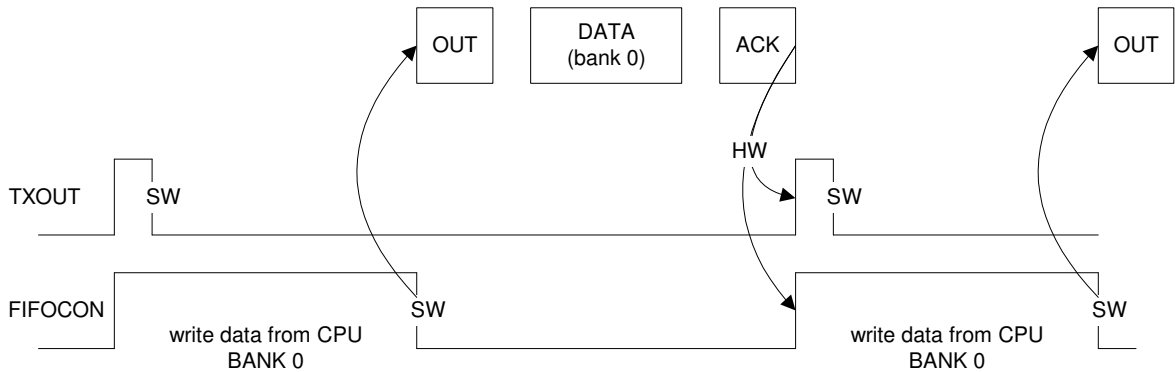 OUT
DATA
(bank 0)
ACK
OUT
HW
TXOUT
SW
SW
FIFOCON
SW
SW
write data from CPU
BANK 0
write data from CPU
BANK 0